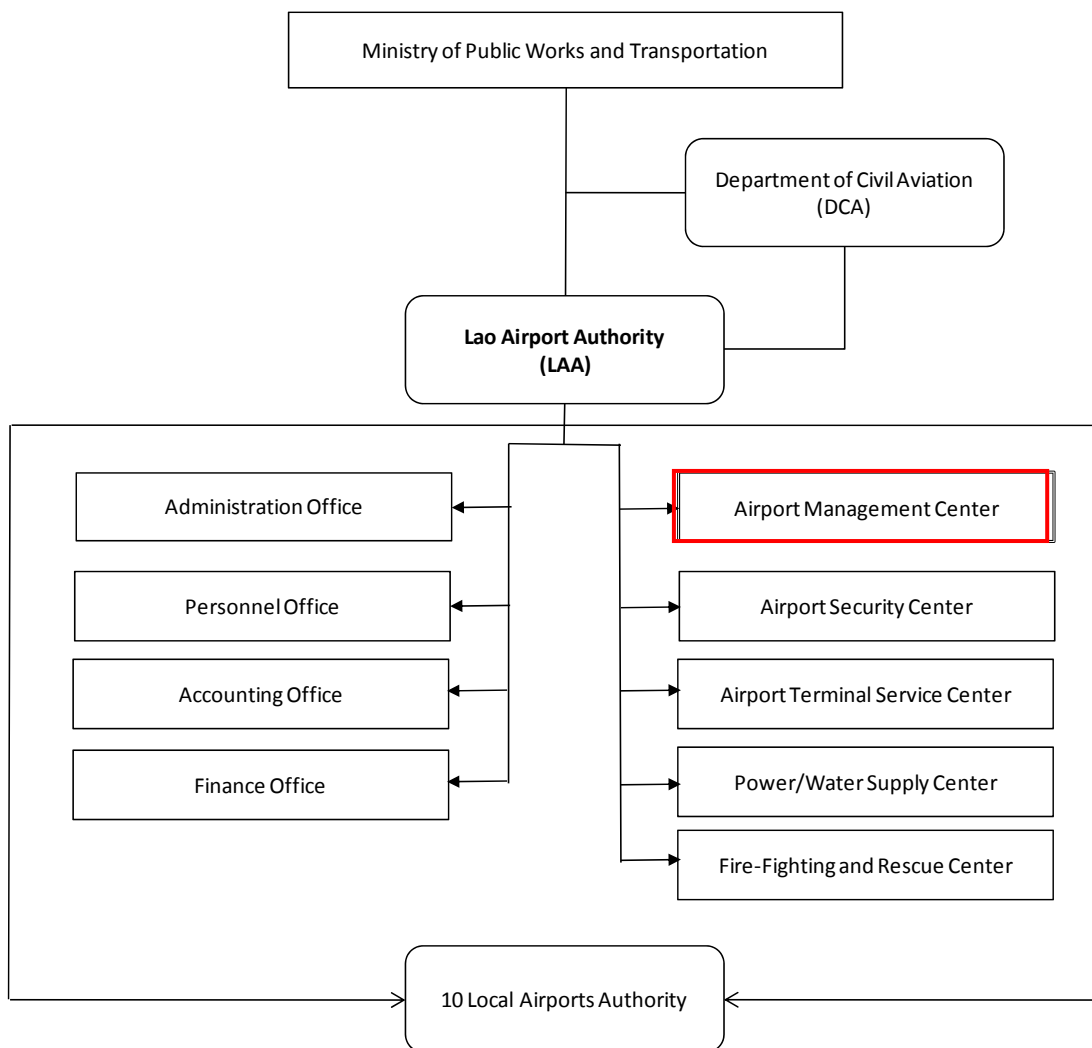 Ministry of Public Works and Transportation
Department of Civil Aviation
(DCA)
Lao Airport Authority
(LAA)
Administration Office
Personnel Office
Accounting Office
Finance Office
Airport Management Center
Airport Security Center
Airport Terminal Service Center
Power/Water Supply Center
Fire-Fighting and Rescue Center
10 Local Airports Authority